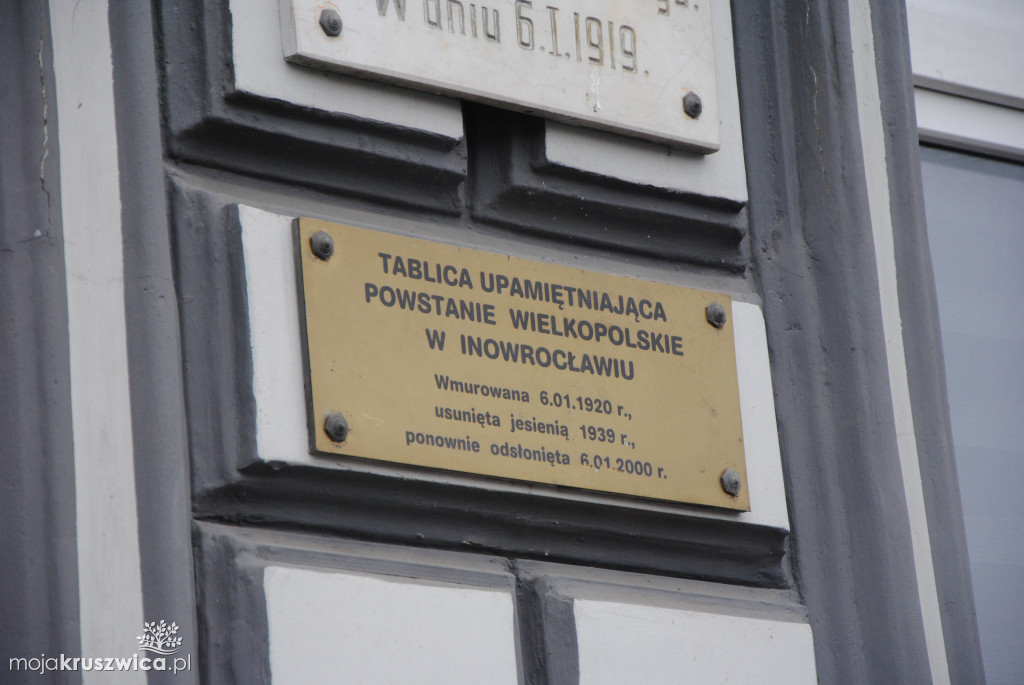 W dniu 6.I.1919.
TABLICA UPAMIĘTNIAJĄCA
POWSTANIE WIELKOPOLSKIE
W INOWROCŁAWIU
Wmurowana 6.01.1920 r.,
usunięta jesienią 1939 r.,
ponownie odsłonięta 6.01.2000 r.
mojakruszwica.pl